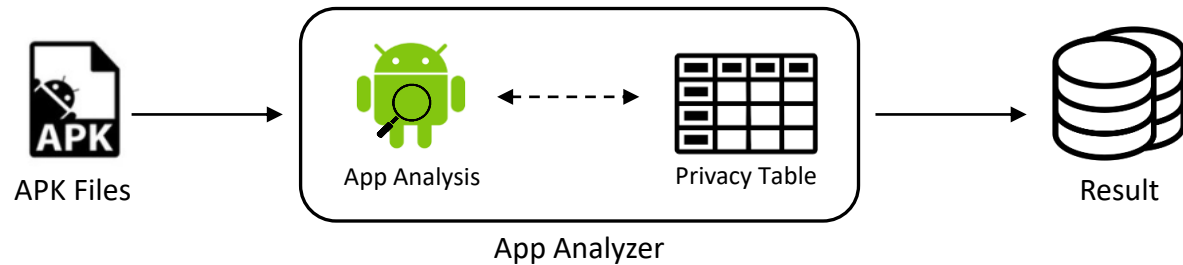 APK
APK Files
App Analysis
Privacy Table
Result
App Analyzer